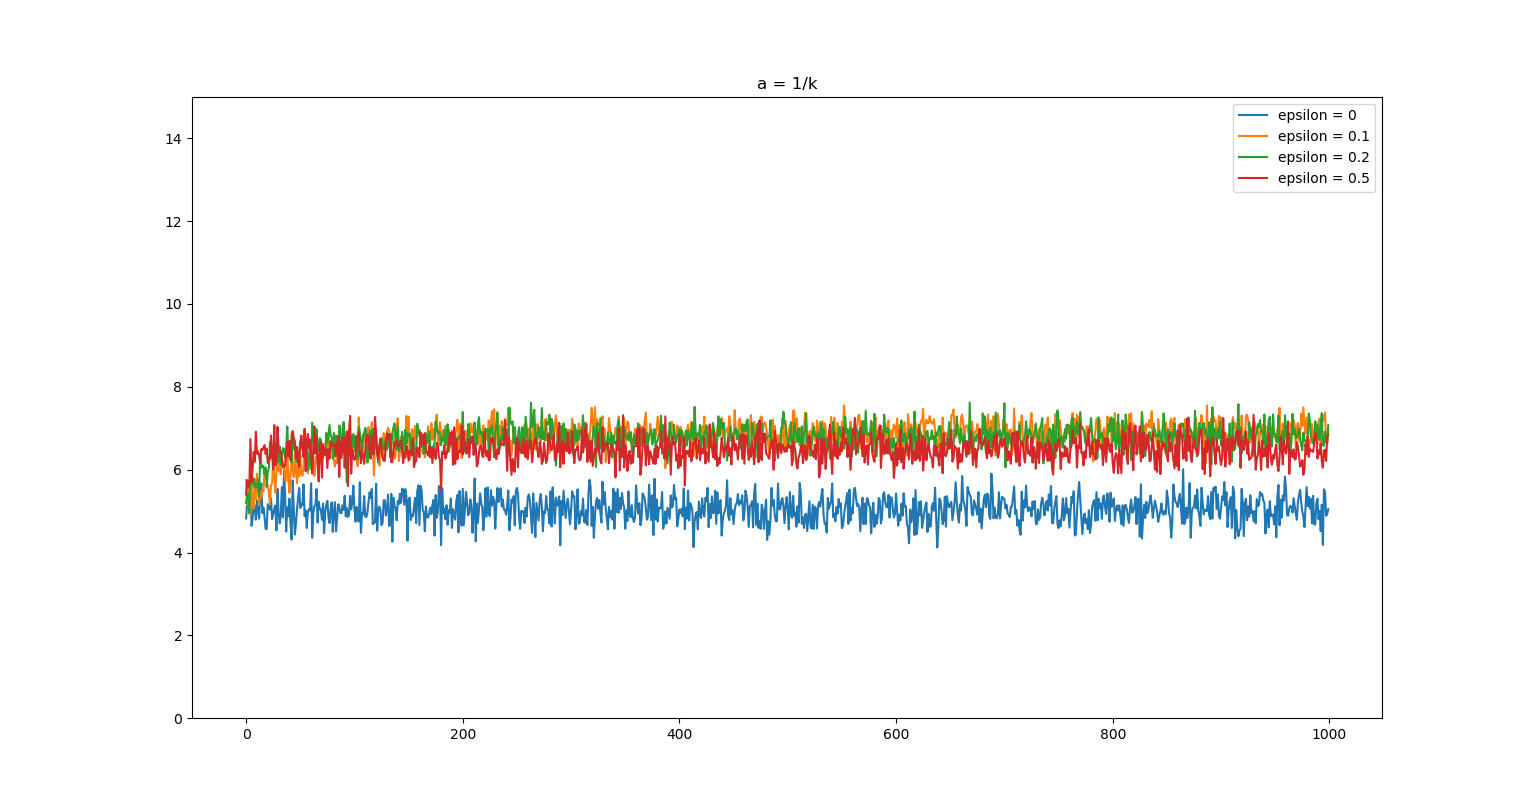 a = 1/k
epsilon = 0
epsilon = 0.1
epsilon = 0.2
epsilon = 0.5
14
12
10
8
6
4
2
0
0 200 400 600 800 1000